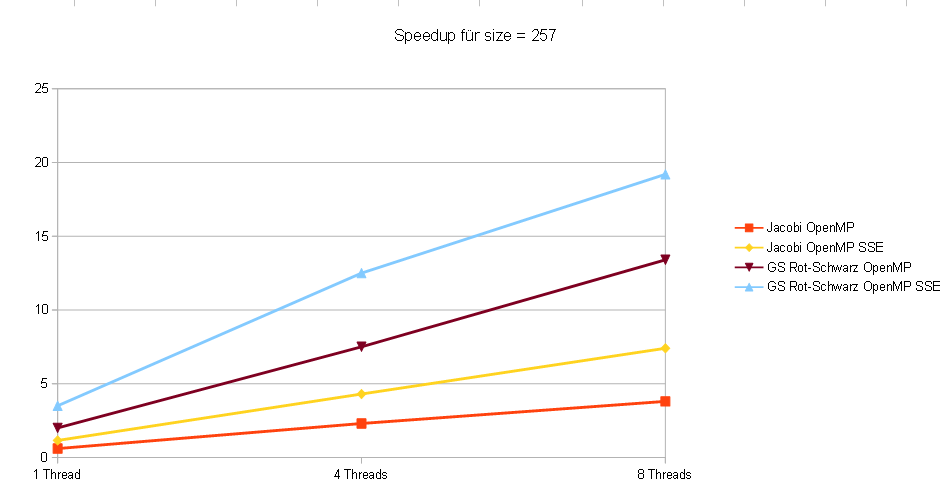 Speedup für size = 257
25
20
15
10
5
0
1 Thread
4 Threads
8 Threads
Jacobi OpenMP
Jacobi OpenMP SSE
GS Rot-Schwarz OpenMP
GS Rot-Schwarz OpenMP SSE